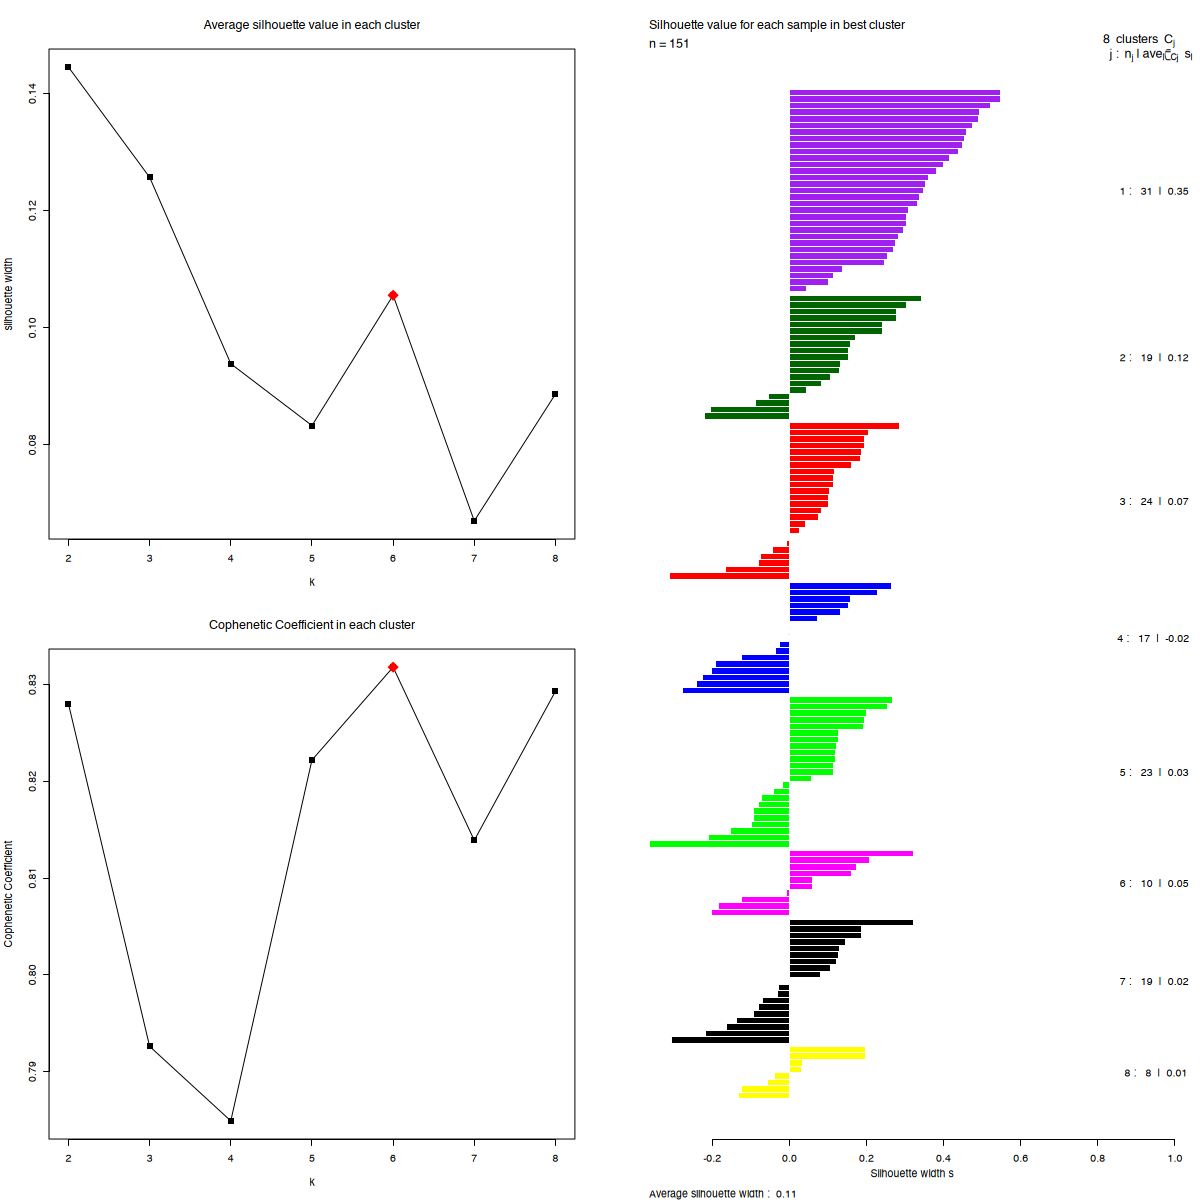 Average silhouette value in each cluster
0.14
0.12
0.10
0.08
silhouette width
2 3 4 5 6 7 8
k
Cophenetic Coefficient in each cluster
0.83
0.82
0.81
0.80
0.79
Cophenetic Coefficient
2 3 4 5 6 7 8
k
Silhouette value for each sample in best cluster
n = 151
8 clusters Cj
j : nj | avei∈Cj si
1 : 31 | 0.35
2 : 19 | 0.12
3 : 24 | 0.07
4 : 17 | -0.02
5 : 23 | 0.03
6 : 10 | 0.05
7 : 19 | 0.02
8 : 8 | 0.01
-0.2 0.0 0.2 0.4 0.6 0.8 1.0
Silhouette width s
Average silhouette width : 0.11